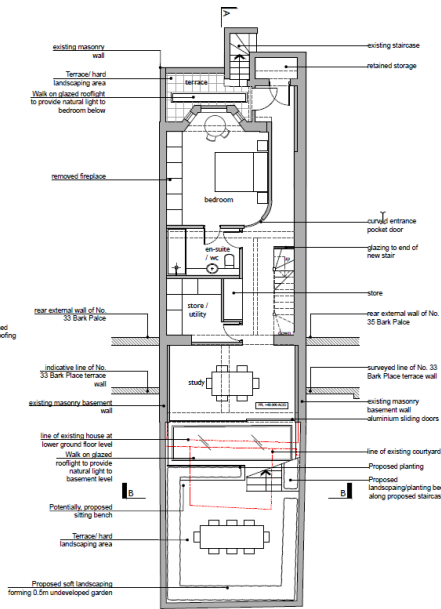 A
existing masonry
wall
existing staircase
retained storage
Terrace/ hard
landscaping area
terrace
Walk on glazed rooflight
to provide natural light to
bedroom below
removed fireplace
bedroom
curved entrance
pocket door
en-suite
/ wc
glazing to end of
new stair
store /
utility
store
rear external wall of No.
33 Bark Palce
rear external wall of No.
35 Bark Place
ed
oofing
down
indicative line of No.
33 Bark Place terrace
wall
surveyed line of No. 33
Bark Place terrace wall
study
existing masonry basement
wall
existing masonry
basement wall
aluminium sliding doors
line of existing house at
lower ground floor level
line of existing courtyard
Walk on glazed
rooflight to provide
natural light to
basement level
Proposed planting
Proposed
landscpaing/planting bed
along proposed staircas
B
B
Potentially, proposed
sitting bench
Terrace/ hard
landscaping area
Proposed soft landscaping
forming 0.5m undeveloped garden